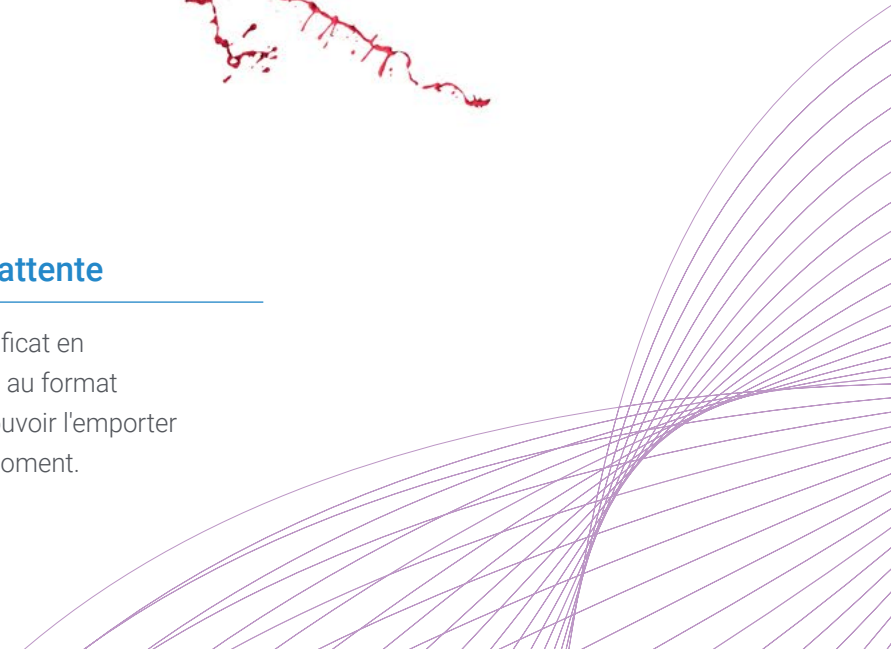 attente
ficat en
au format
uvoir l'emporter
oment.